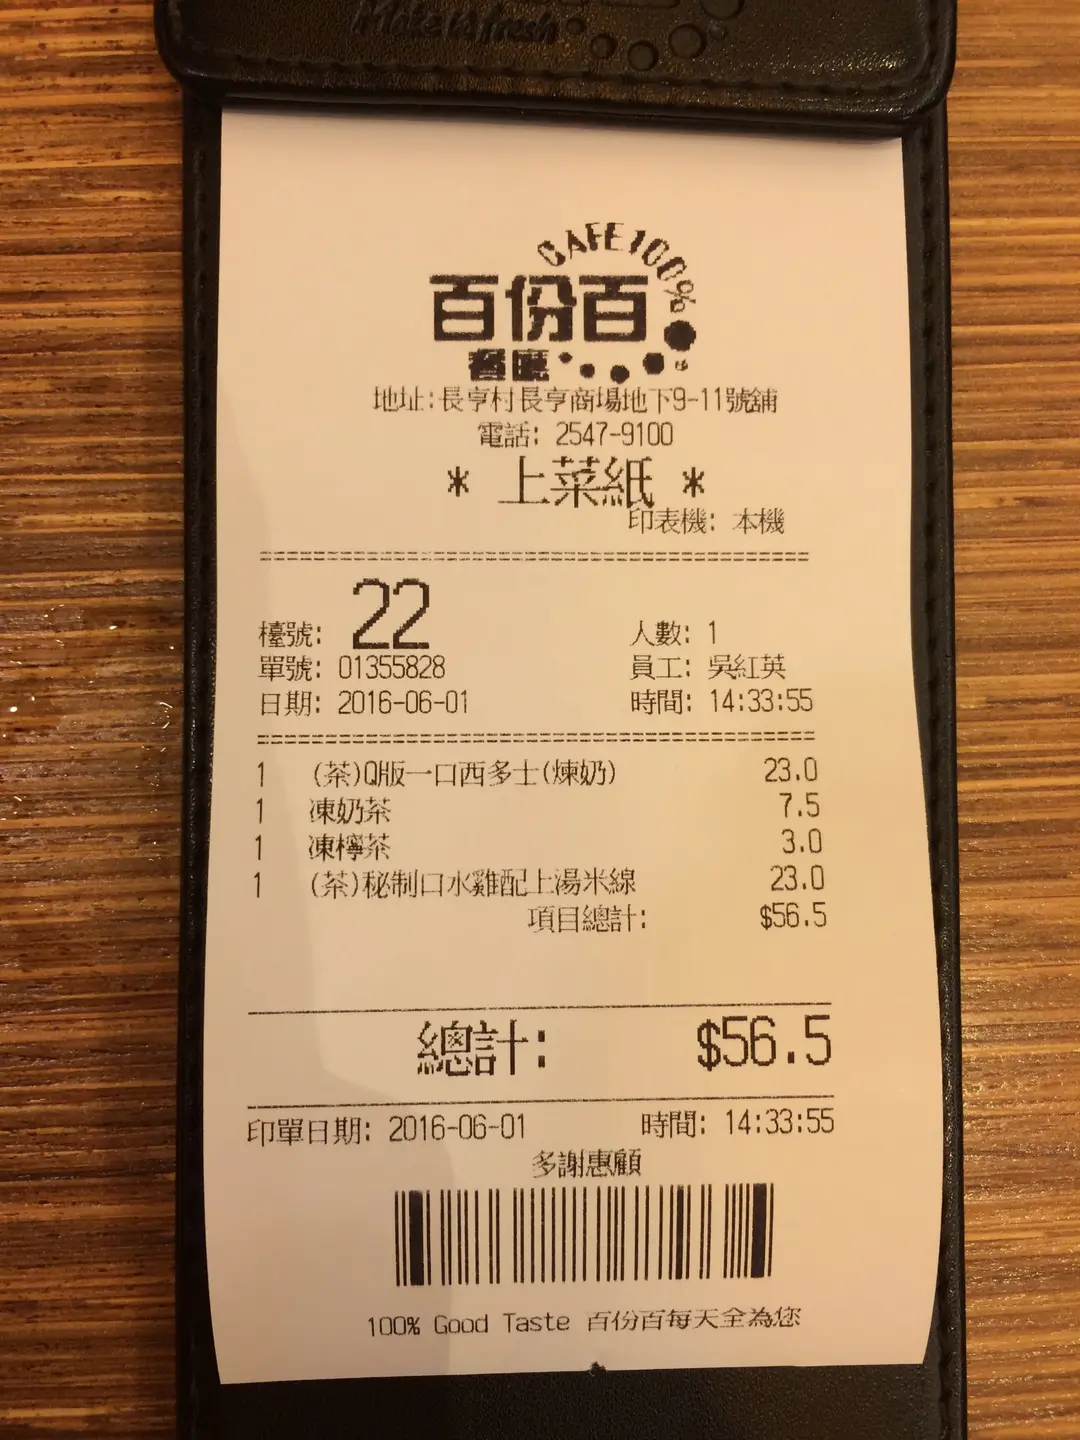 Make it fresh
CAFE 100%
百份百
餐廳
地址:長亨村長亨商場地下9-11號舖
電話: 2547-9100
* 上菜紙 *
印表機: 本機
檯號: 22 人數: 1
單號: 01355828 員工: 吳紅英
日期: 2016-06-01 時間: 14:33:55
1 (茶)Q版一口西多士(煉奶) 23.0
1 凍奶茶 7.5
1 凍檸茶 3.0
1 (茶)秘制口水雞配上湯米線 23.0
項目總計: $56.5
總計: $56.5
印單日期: 2016-06-01 時間: 14:33:55
多謝惠顧
100% Good Taste 百份百每天全為您